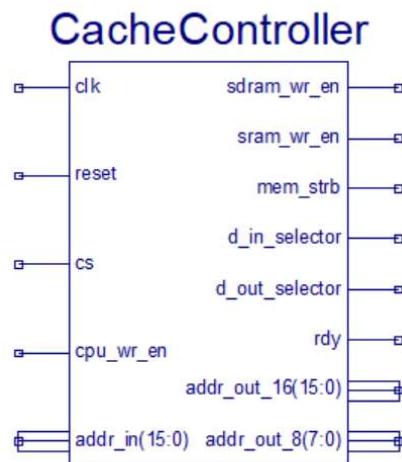 CacheController
clk sdram_wr_en
sram_wr_en
reset mem_strb
d_in_selector
cs d_out_selector
cpu_wr_en rdy
addr_out_16(15:0)
addr_in(15:0) addr_out_8(7:0)